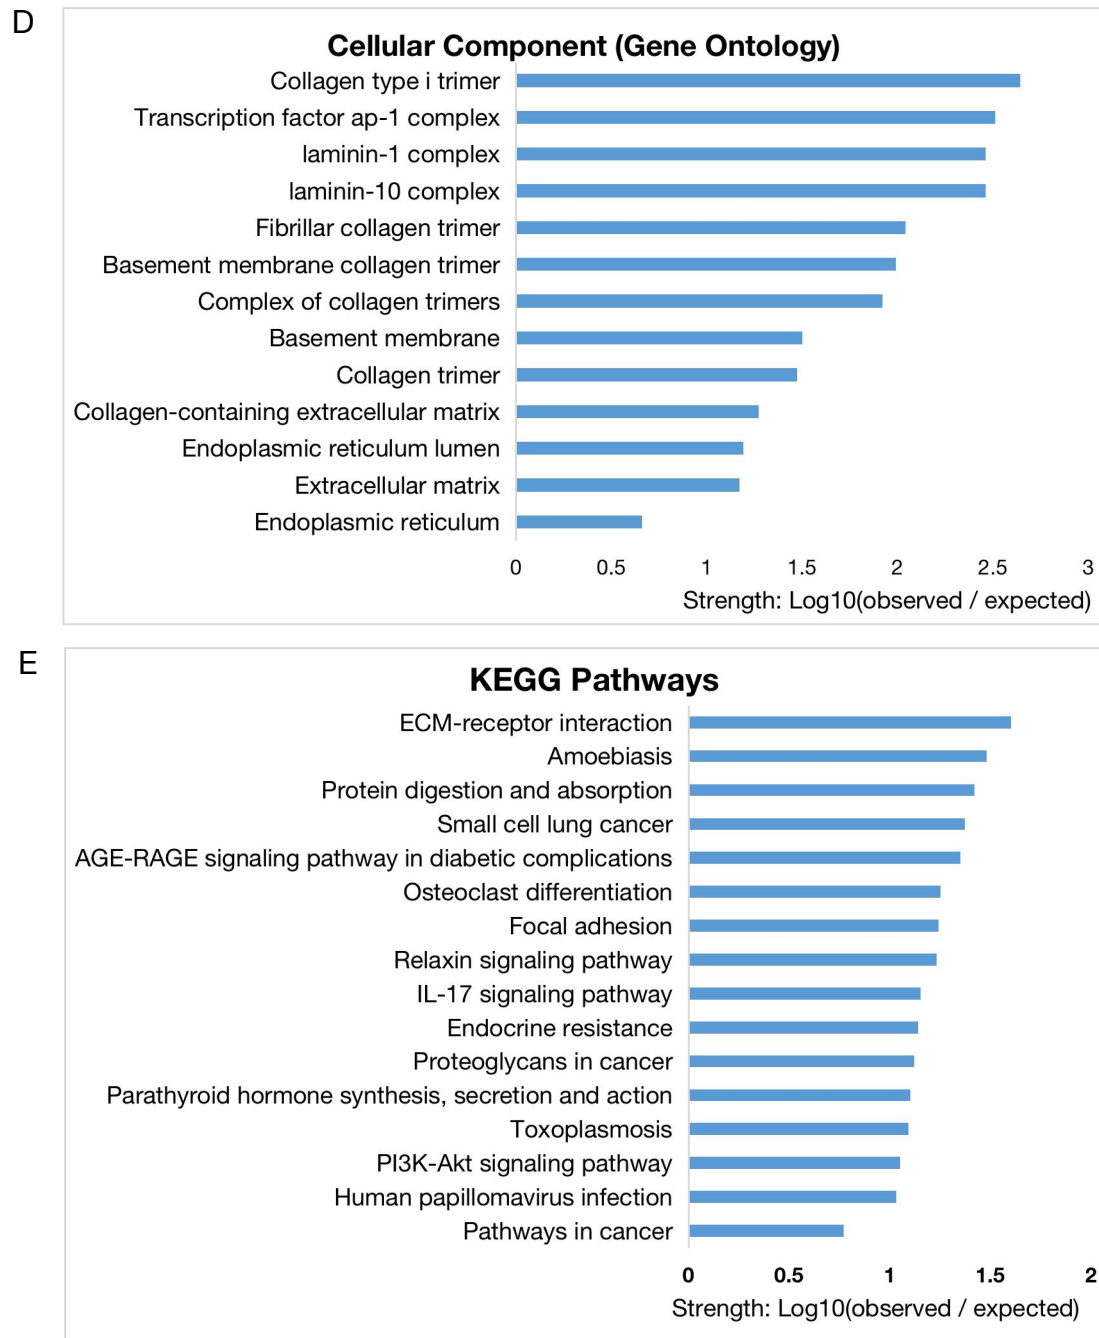 D
Cellular Component (Gene Ontology)
Collagen type i trimer
Transcription factor ap-1 complex
laminin-1 complex
laminin-10 complex
Fibrillar collagen trimer
Basement membrane collagen trimer
Complex of collagen trimers
Basement membrane
Collagen trimer
Collagen-containing extracellular matrix
Endoplasmic reticulum lumen
Extracellular matrix
Endoplasmic reticulum
0 0.5 1 1.5 2 2.5 3
Strength: Log10(observed / expected)
E
KEGG Pathways
ECM-receptor interaction
Amoebiasis
Protein digestion and absorption
Small cell lung cancer
AGE-RAGE signaling pathway in diabetic complications
Osteoclast differentiation
Focal adhesion
Relaxin signaling pathway
IL-17 signaling pathway
Endocrine resistance
Proteoglycans in cancer
Parathyroid hormone synthesis, secretion and action
Toxoplasmosis
PI3K-Akt signaling pathway
Human papillomavirus infection
Pathways in cancer
0 0.5 1 1.5 2
Strength: Log10(observed / expected)